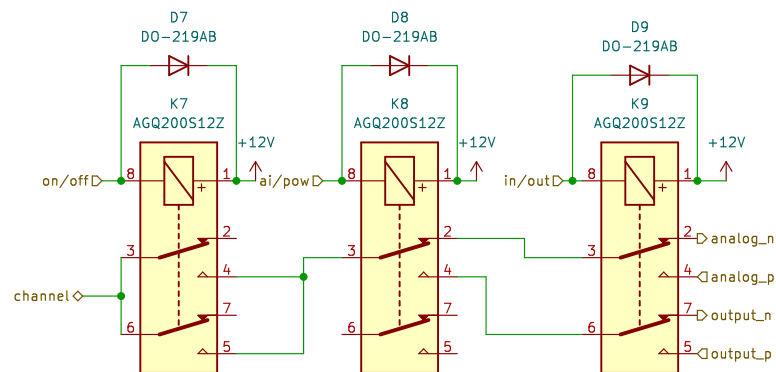 D7
DO-219AB
D8
DO-219AB
D9
DO-219AB
K7
AGQ200S12Z
K8
AGQ200S12Z
K9
AGQ200S12Z
+12V
+12V
+12V
on/off
8
1
+
ai/pow
8
1
+
in/out
8
1
+
3
2
4
3
2
4
3
2
analog_n
4
analog_p
channel
6
7
5
6
7
5
6
7
output_n
5
output_p